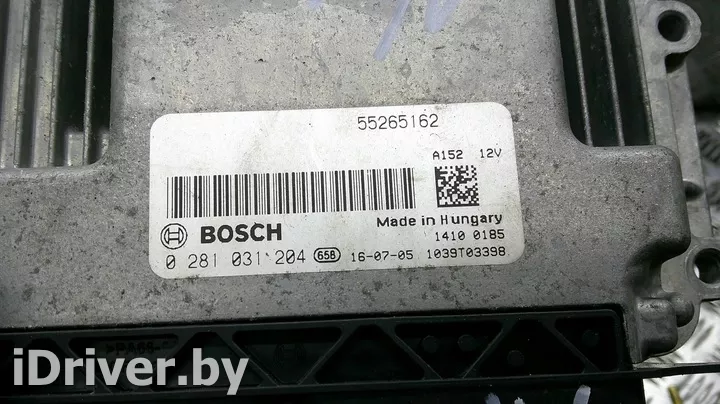 55265162
A152 12V
Made in Hungary
BOSCH
1410 0185
0 281 031 204 65B 16-07-05 1039T03398
iDriver.by